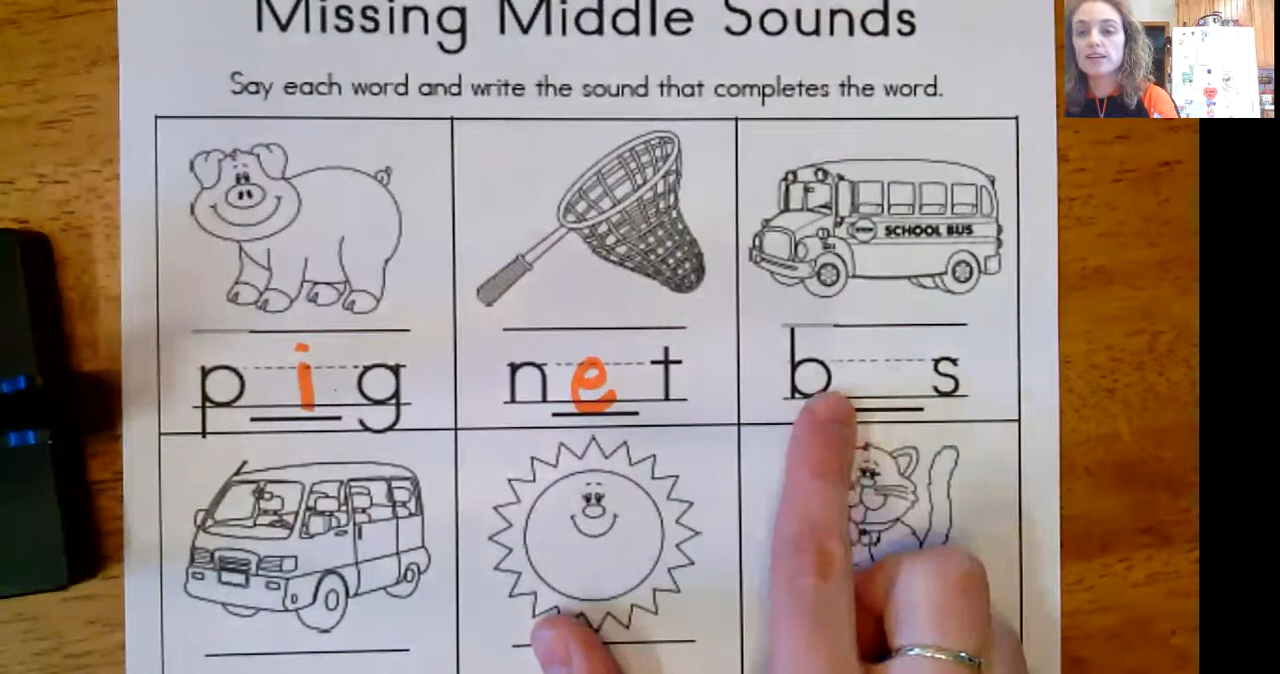 Missing Middle Sounds
Say each word and write the sound that completes the word.
SCHOOL BUS
p i g
n e t
b s